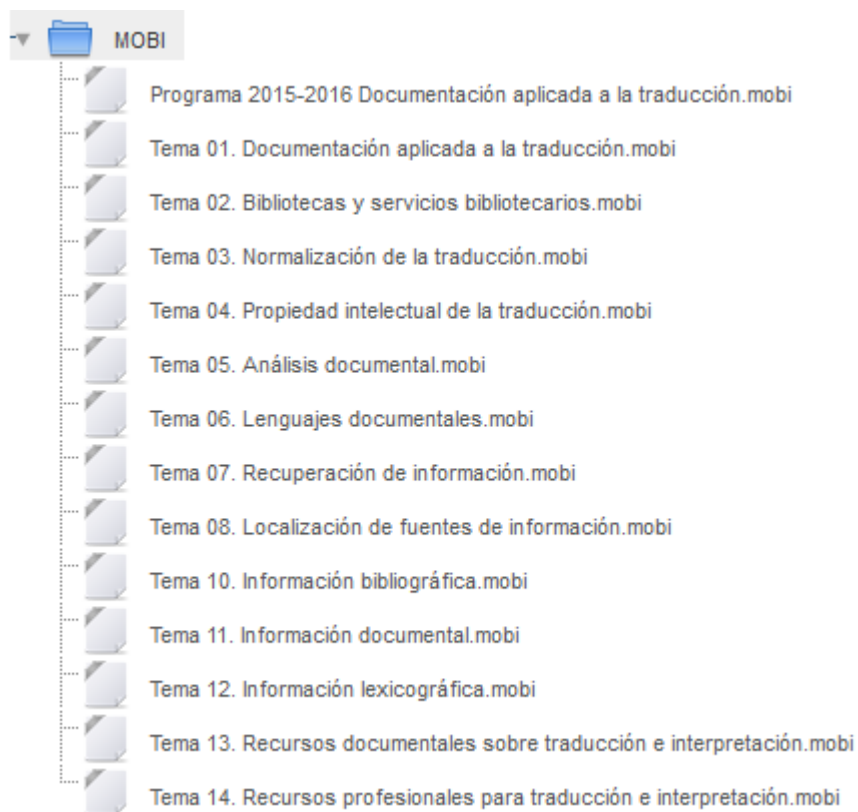 MOBI
Programa 2015-2016 Documentación aplicada a la traducción.mobi
Tema 01. Documentación aplicada a la traducción.mobi
Tema 02. Bibliotecas y servicios bibliotecarios.mobi
Tema 03. Normalización de la traducción.mobi
Tema 04. Propiedad intelectual de la traducción.mobi
Tema 05. Análisis documental.mobi
Tema 06. Lenguajes documentales.mobi
Tema 07. Recuperación de información.mobi
Tema 08. Localización de fuentes de información.mobi
Tema 10. Información bibliográfica.mobi
Tema 11. Información documental.mobi
Tema 12. Información lexicográfica.mobi
Tema 13. Recursos documentales sobre traducción e interpretación.mobi
Tema 14. Recursos profesionales para traducción e interpretación.mobi